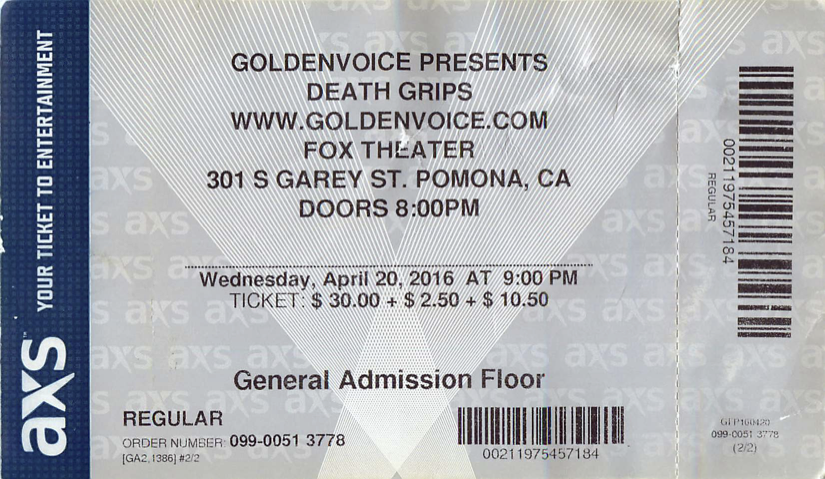 axs
YOUR TICKET TO ENTERTAINMENT
GOLDENVOICE PRESENTS
DEATH GRIPS
WWW.GOLDENVOICE.COM
FOX THEATER
301 S GAREY ST. POMONA, CA
DOORS 8:00PM
Wednesday, April 20, 2016 AT 9:00 PM
TICKET: $ 30.00 + $ 2.50 + $ 10.50
General Admission Floor
REGULAR
ORDER NUMBER: 099-0051 3778
[GA2,1386] #2/2
00211975457184
00211975457184
REGULAR
GFP160420
099-0051 3778
(2/2)